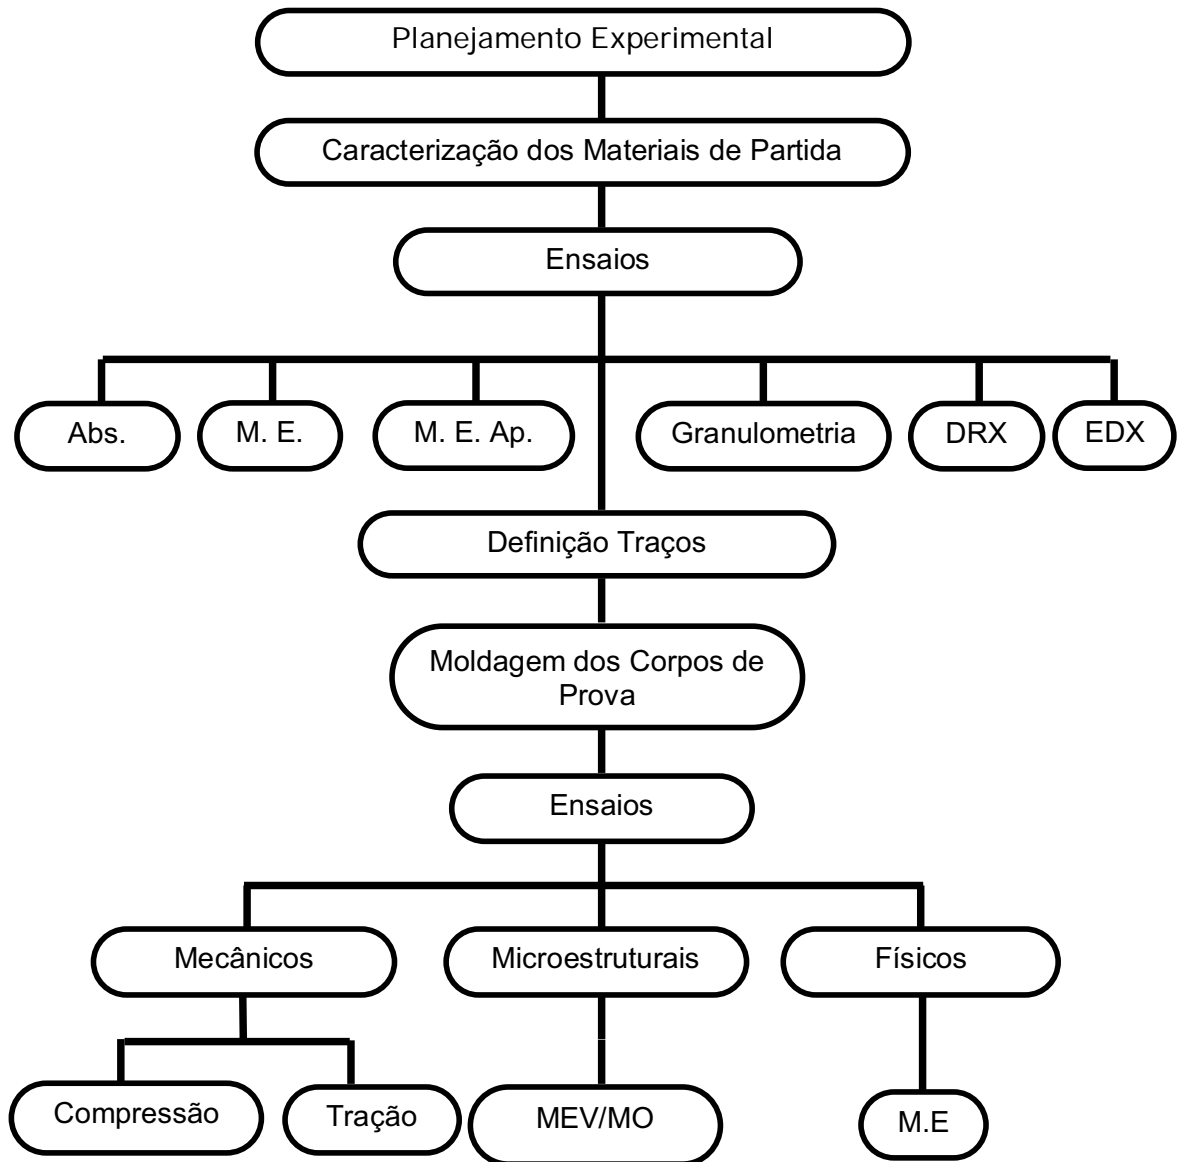 Planejamento Experimental
Caracterização dos Materiais de Partida
Ensaios
Abs.
M. E.
M. E. Ap.
Granulometria
DRX
EDX
Definição Traços
Moldagem dos Corpos de
Prova
Ensaios
Mecânicos
Microestruturais
Físicos
Compressão
Tração
MEV/MO
M.E